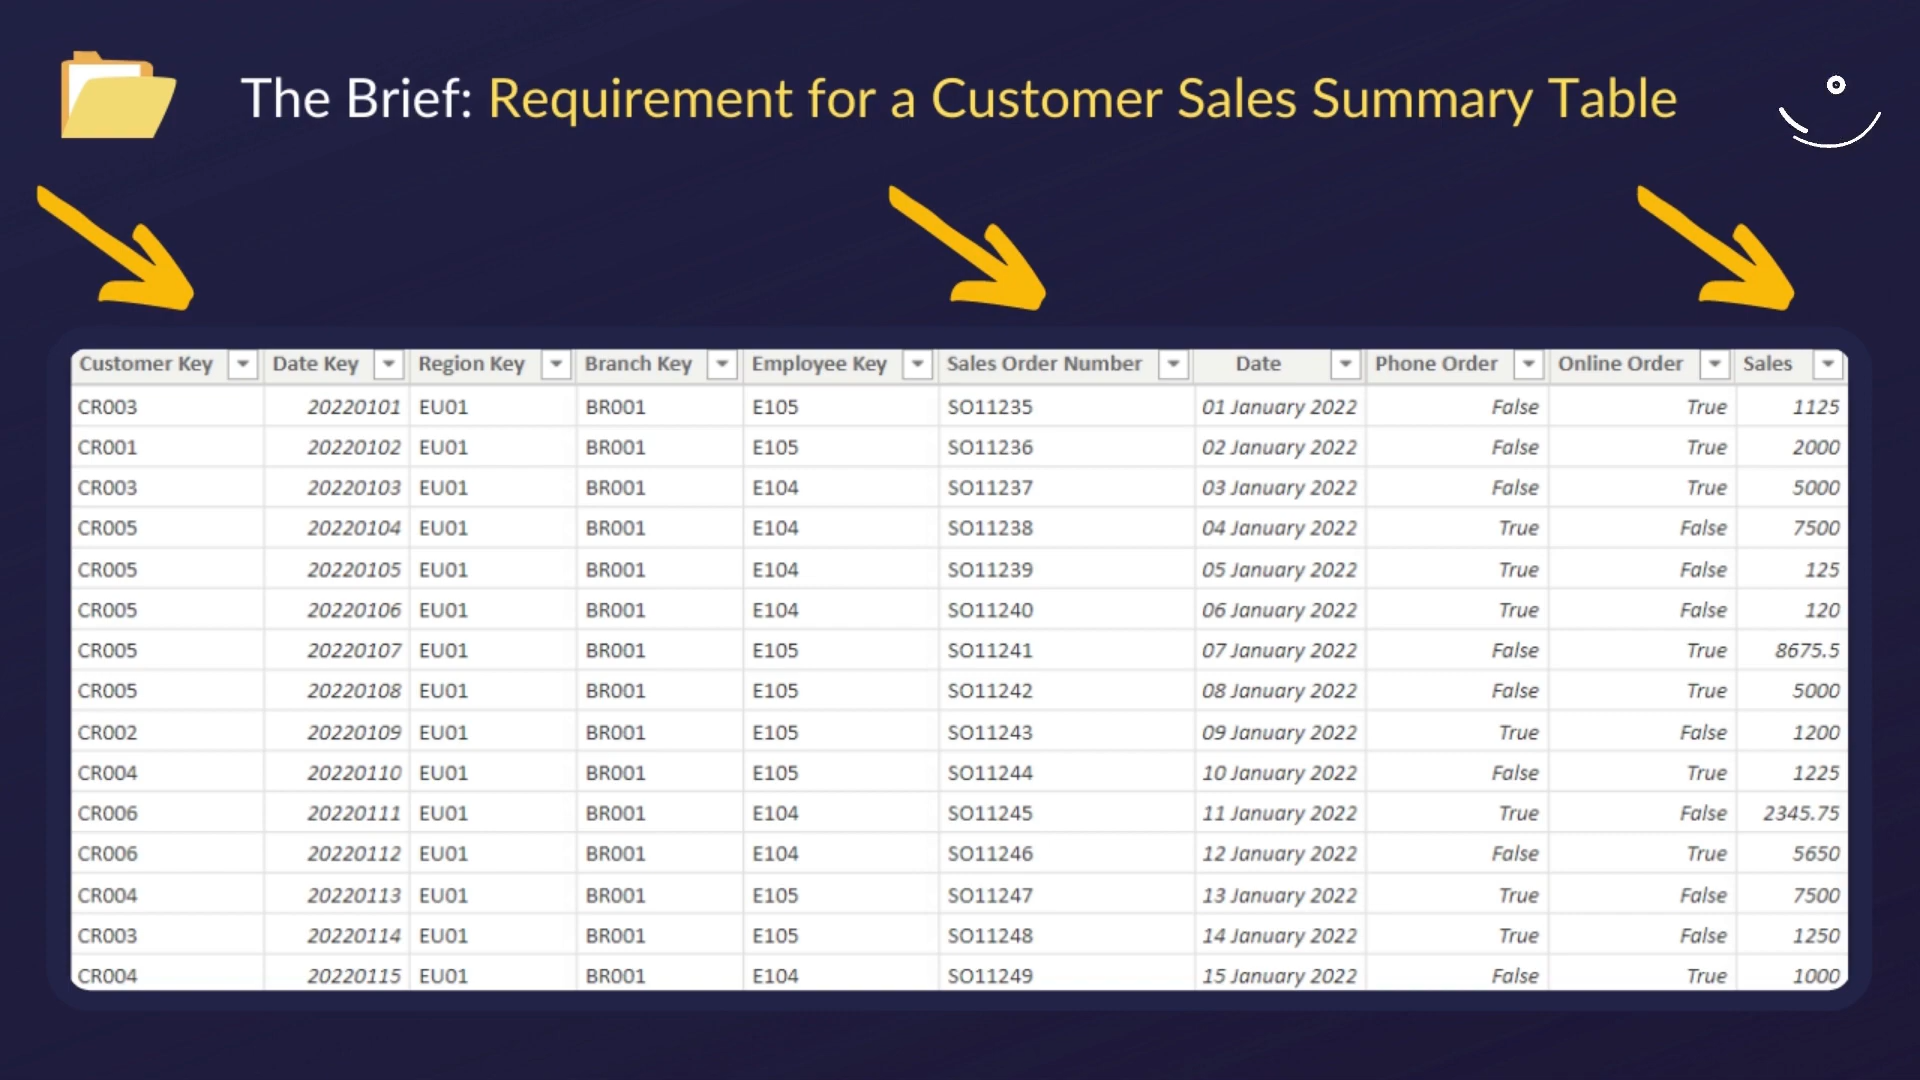 The Brief: Requirement for a Customer Sales Summary Table
Customer Key Date Key Region Key Branch Key Employee Key Sales Order Number Date Phone Order Online Order Sales
CR003 20220101 EU01 BR001 E105 SO11235 01 January 2022 False True 1125
CR001 20220102 EU01 BR001 E105 SO11236 02 January 2022 False True 2000
CR003 20220103 EU01 BR001 E104 SO11237 03 January 2022 False True 5000
CR005 20220104 EU01 BR001 E104 SO11238 04 January 2022 True False 7500
CR005 20220105 EU01 BR001 E104 SO11239 05 January 2022 True False 125
CR005 20220106 EU01 BR001 E104 SO11240 06 January 2022 True False 120
CR005 20220107 EU01 BR001 E105 SO11241 07 January 2022 False True 8675.5
CR005 20220108 EU01 BR001 E105 SO11242 08 January 2022 False True 5000
CR002 20220109 EU01 BR001 E105 SO11243 09 January 2022 True False 1200
CR004 20220110 EU01 BR001 E105 SO11244 10 January 2022 False True 1225
CR006 20220111 EU01 BR001 E104 SO11245 11 January 2022 True False 2345.75
CR006 20220112 EU01 BR001 E104 SO11246 12 January 2022 False True 5650
CR004 20220113 EU01 BR001 E105 SO11247 13 January 2022 True False 7500
CR003 20220114 EU01 BR001 E105 SO11248 14 January 2022 True False 1250
CR004 20220115 EU01 BR001 E104 SO11249 15 January 2022 False True 1000